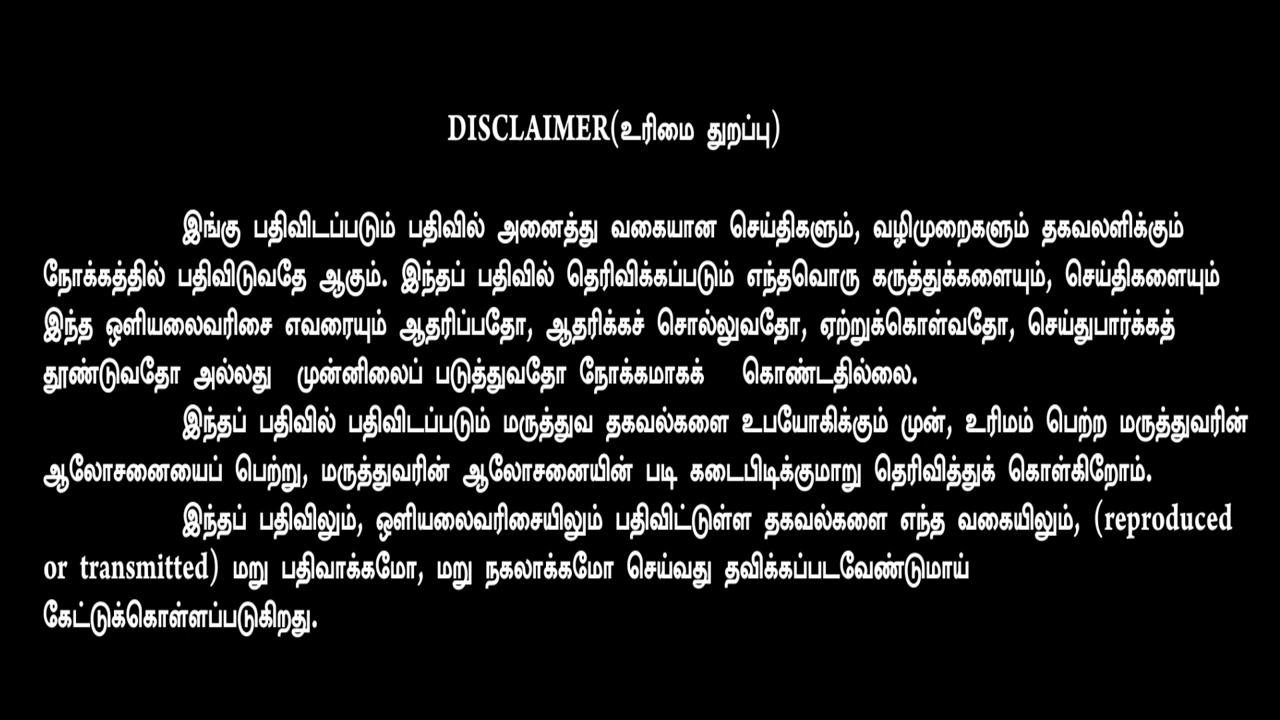 DISCLAIMER(உரிமை துறப்பு)
இங்கு பதிவிடப்படும் பதிவில் அனைத்து வகையான செய்திகளும், வழிமுறைகளும் தகவலளிக்கும்
நோக்கத்தில் பதிவிடுவதே ஆகும். இந்தப் பதிவில் தெரிவிக்கப்படும் எந்தவொரு கருத்துக்களையும், செய்திகளையும்
இந்த ஒளியலைவரிசை எவரையும் ஆதரிப்பதோ, ஆதரிக்கச் சொல்லுவதோ, ஏற்றுக்கொள்வதோ, செய்துபார்க்கத்
தூண்டுவதோ அல்லது முன்னிலைப் படுத்துவதோ நோக்கமாகக் கொண்டதில்லை.
இந்தப் பதிவில் பதிவிடப்படும் மருத்துவ தகவல்களை உபயோகிக்கும் முன், உரிமம் பெற்ற மருத்துவரின்
ஆலோசனையைப் பெற்று, மருத்துவரின் ஆலோசனையின் படி கடைபிடிக்குமாறு தெரிவித்துக் கொள்கிறோம்.
இந்தப் பதிவிலும், ஒளியலைவரிசையிலும் பதிவிட்டுள்ள தகவல்களை எந்த வகையிலும், (reproduced
or transmitted) மறு பதிவாக்கமோ, மறு நகலாக்கமோ செய்வது தவிக்கப்படவேண்டுமாய்
கேட்டுக்கொள்ளப்படுகிறது.